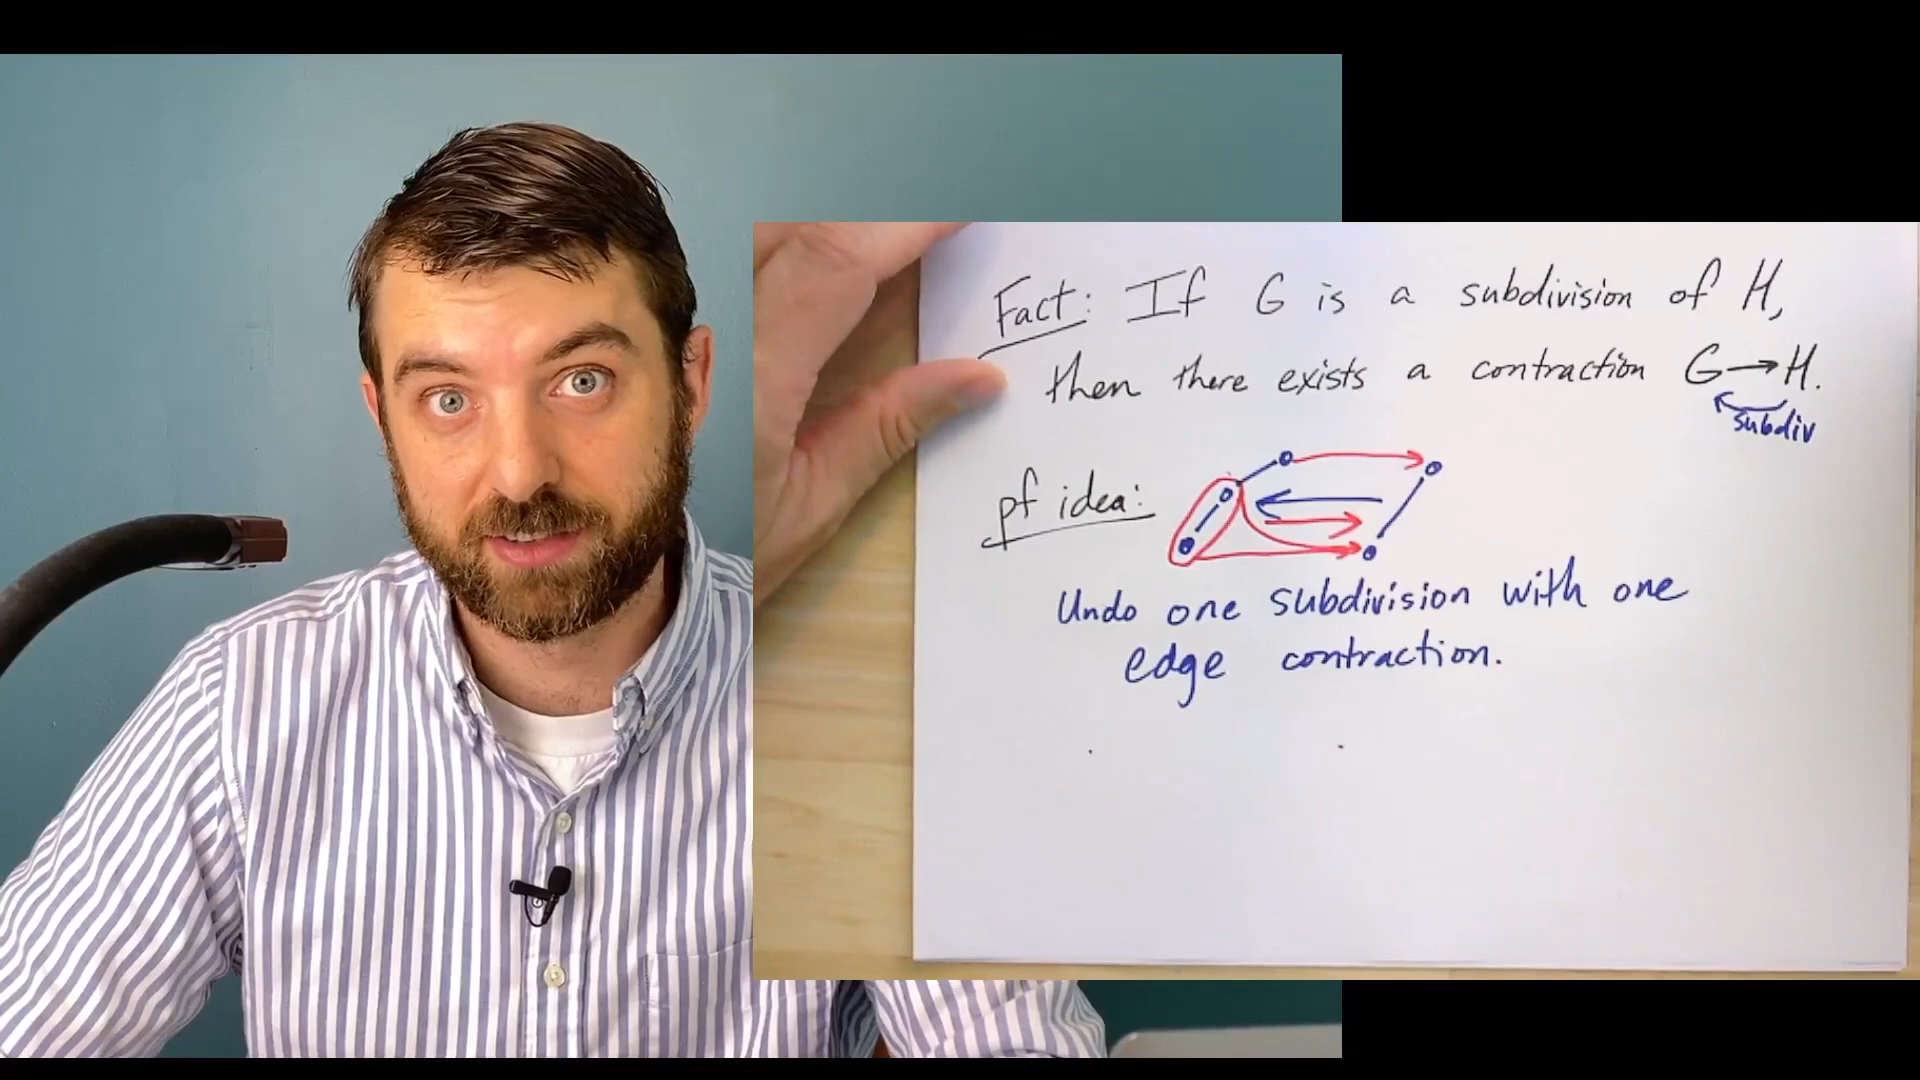 Fact: If G is a subdivision of H,
then there exists a contraction G→H.
subdiv
pf idea:
Undo one subdivision with one
edge contraction.